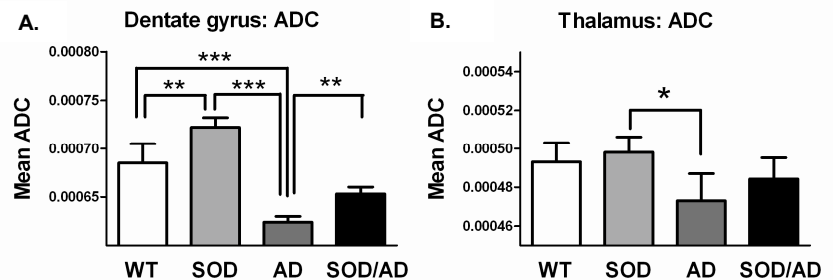 A. Dentate gyrus: ADC
Mean ADC
0.00080
0.00075
0.00070
0.00065
***
** *** **
WT SOD AD SOD/AD
B. Thalamus: ADC
Mean ADC
0.00054
0.00052
0.00050
0.00048
0.00046
*
WT SOD AD SOD/AD